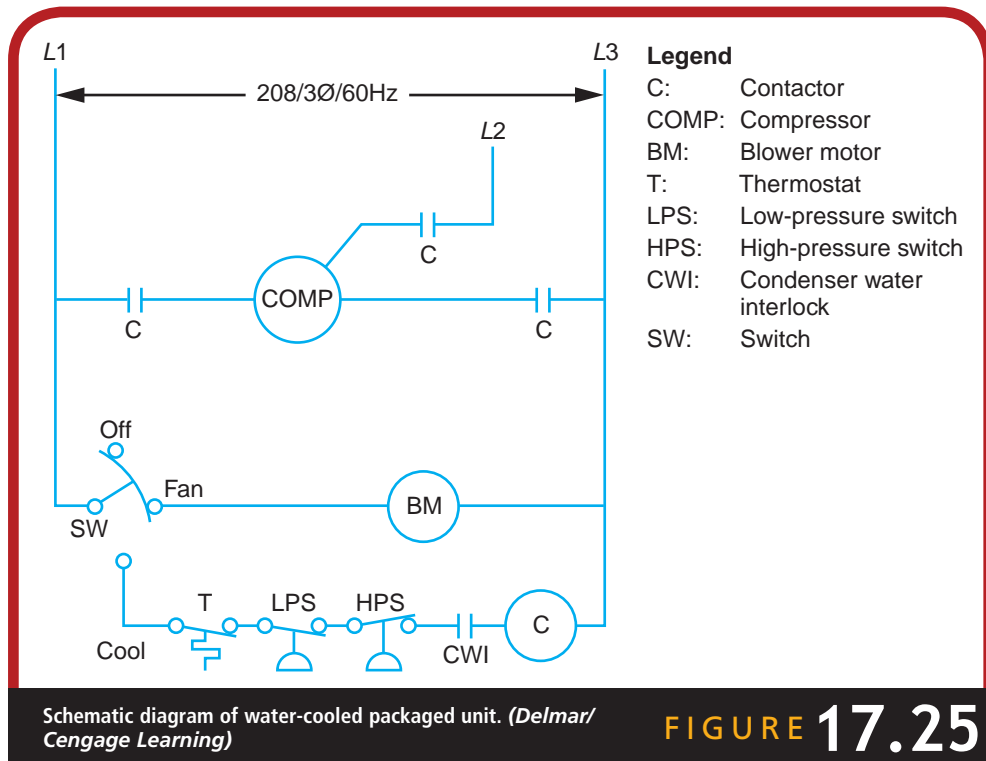 L1
L3
208/3Ø/60Hz
L2
C
COMP
C
C
Off
Fan
SW
BM
T
LPS
HPS
Cool
CWI
C
Legend
C: Contactor
COMP: Compressor
BM: Blower motor
T: Thermostat
LPS: Low-pressure switch
HPS: High-pressure switch
CWI: Condenser water
interlock
SW: Switch
Schematic diagram of water-cooled packaged unit. (Delmar/
Cengage Learning)
FIGURE 17.25